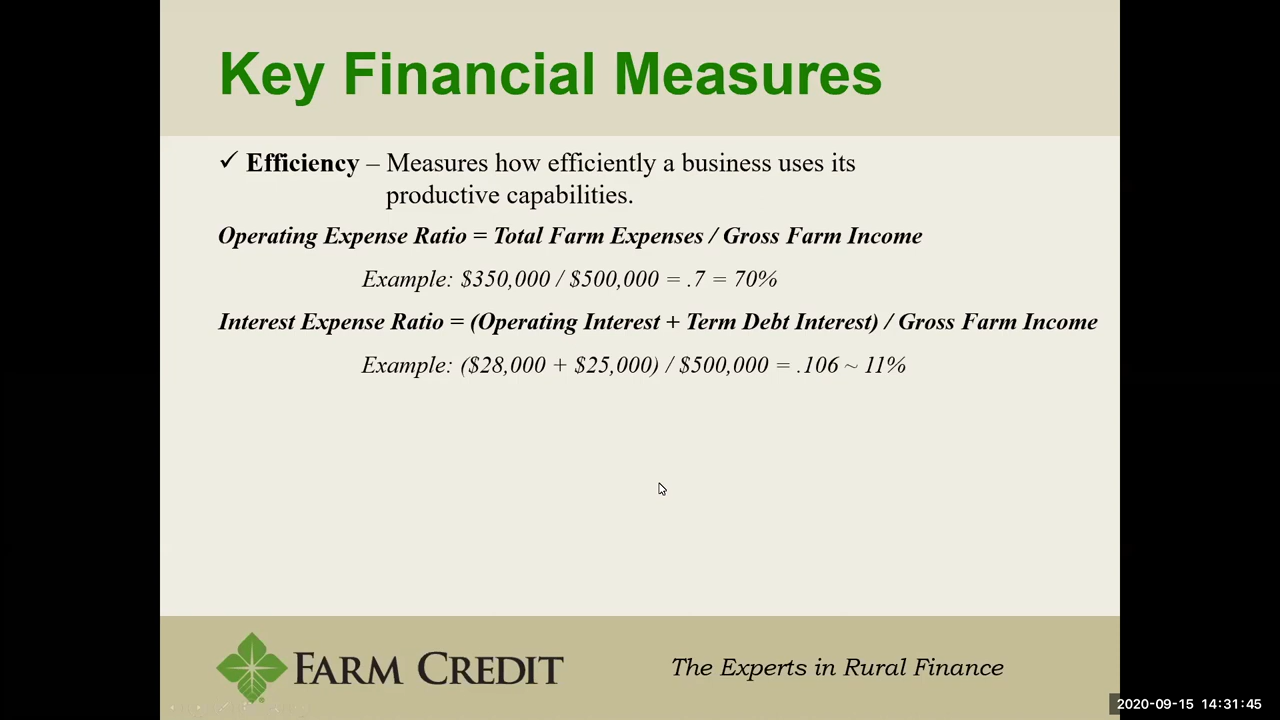 Key Financial Measures
✓ Efficiency – Measures how efficiently a business uses its
productive capabilities.
Operating Expense Ratio = Total Farm Expenses / Gross Farm Income
Example: $350,000 / $500,000 = .7 = 70%
Interest Expense Ratio = (Operating Interest + Term Debt Interest) / Gross Farm Income
Example: ($28,000 + $25,000) / $500,000 = .106 ~ 11%
FARM CREDIT
The Experts in Rural Finance
2020-09-15 14:31:45